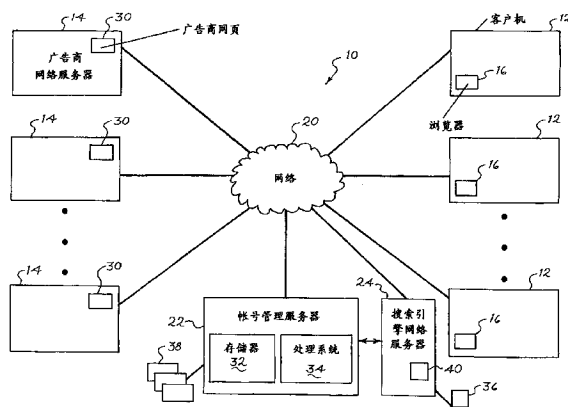 14
30
广告商网页
广告商
网络服务器
10
客户机
12
16
浏览器
20
网络
14
30
12
16
14
30
22
帐号管理服务器
存储器
32
处理系统
34
38
24
搜索引
擎网络
服务器
40
36
12
16